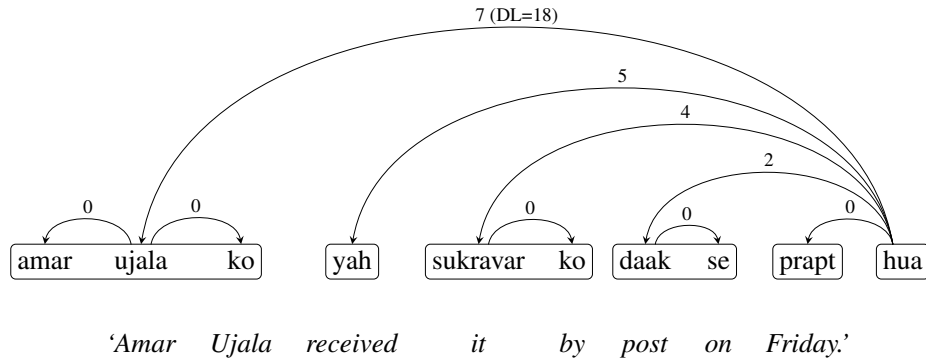 7 (DL=18)
5
4
2
0 0 0 0 0
amar ujala ko yah sukravar ko daak se prapt hua
‘Amar Ujala received it by post on Friday.’